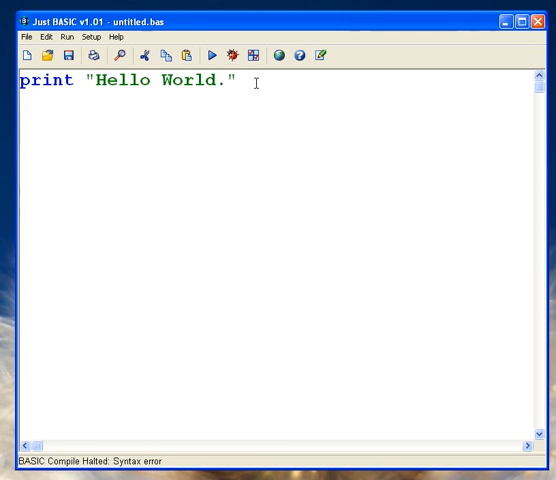 Just BASIC v1.01 - untitled.bas
File Edit Run Setup Help
print "Hello World."
BASIC Compile Halted: Syntax error